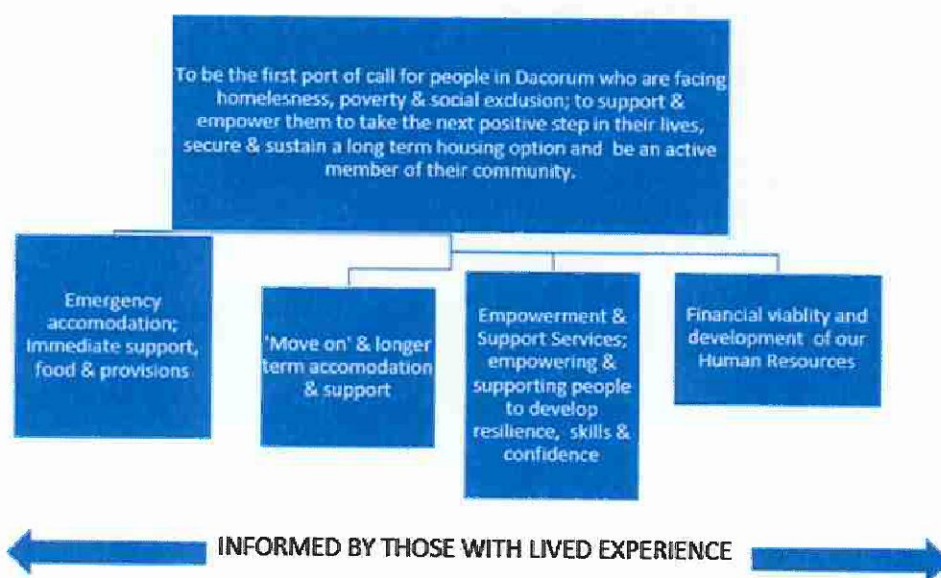 To be the first port of call for people in Dacorum who are facing
homelesness, poverty & social exclusion; to support &
empower them to take the next positive step in their lives,
secure & sustain a long term housing option and be an active
member of their community.
Emergency
accomodation;
immediate support,
food & provisions
'Move on' & longer
term accomodation
& support
Empowerment &
Support Services;
empowering &
supporting people
to develop
resilience, skills &
confidence
Financial viablity and
development of our
Human Resources
INFORMED BY THOSE WITH LIVED EXPERIENCE